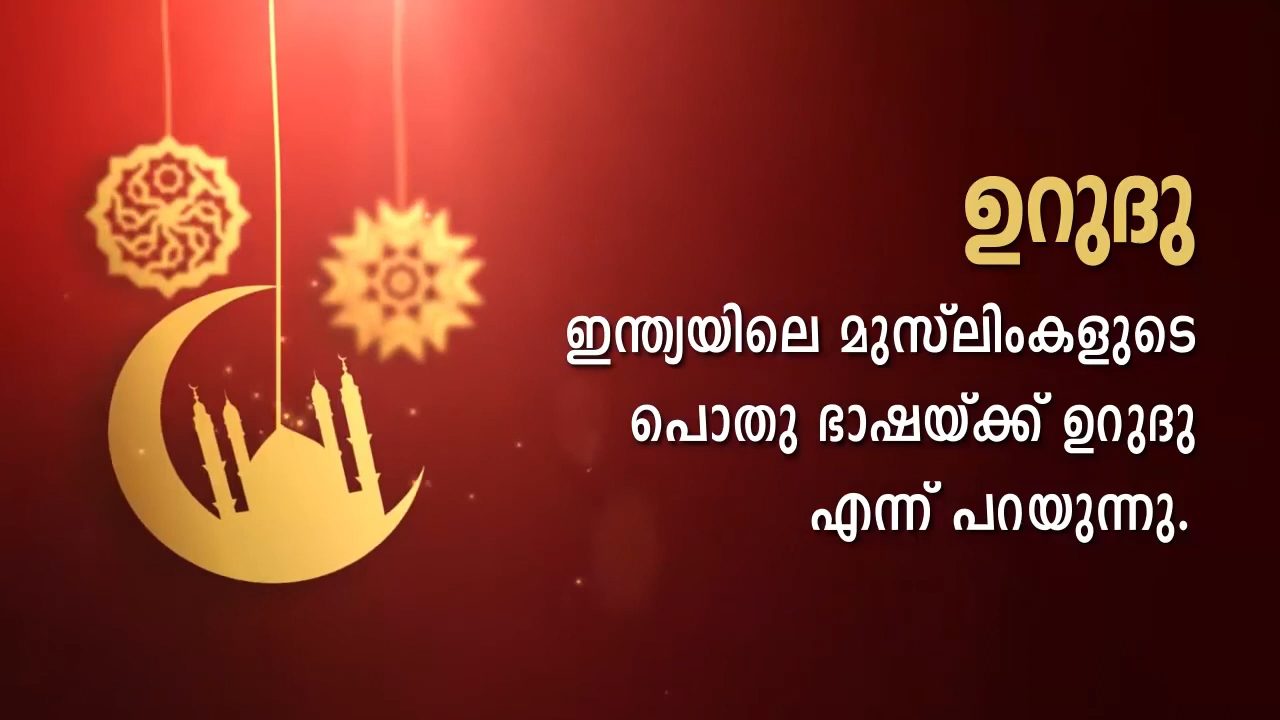 ഉറുദു
ഇന്ത്യയിലെ മുസ്‌ലിംകളുടെ
പൊതു ഭാഷയ്ക്ക് ഉറുദു
എന്ന് പറയുന്നു.